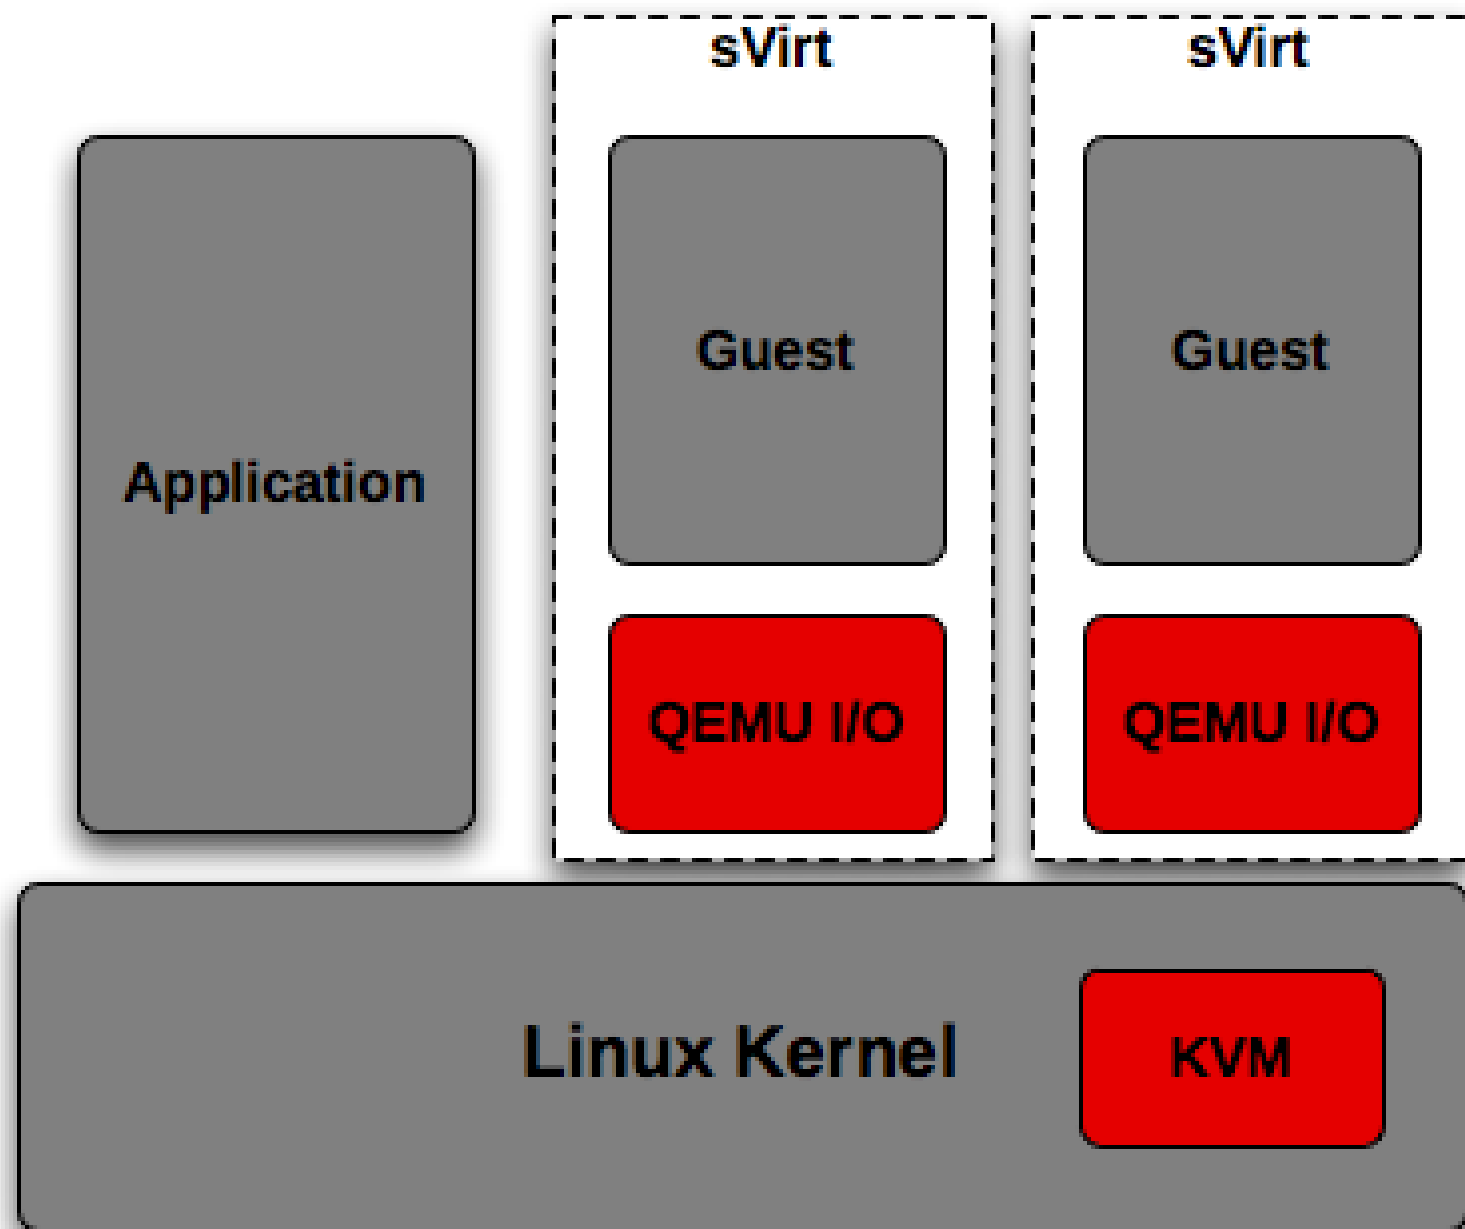 sVirt
sVirt
Guest
Guest
Application
QEMU I/O
QEMU I/O
Linux Kernel
KVM